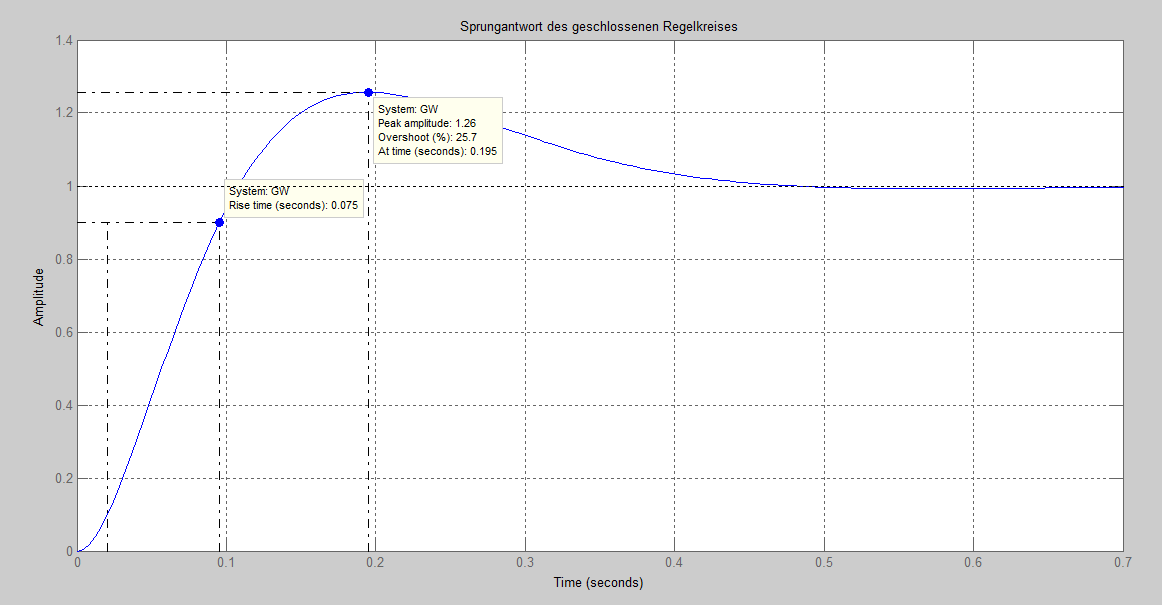 Sprungantwort des geschlossenen Regelkreises
1.4
1.2
1
0.8
0.6
0.4
0.2
0
Amplitude
System: GW
Peak amplitude: 1.26
Overshoot (%): 25.7
At time (seconds): 0.195
System: GW
Rise time (seconds): 0.075
0 0.1 0.2 0.3 0.4 0.5 0.6 0.7
Time (seconds)